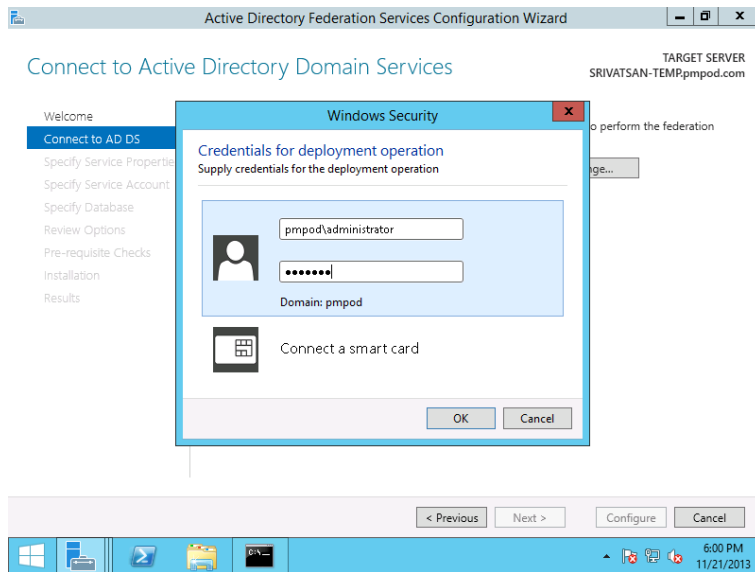 Active Directory Federation Services Configuration Wizard
Connect to Active Directory Domain Services
TARGET SERVER
SRIVATSAN-TEMP.pmpod.com
Welcome
Connect to AD DS
Specify Service Propertie
Specify Service Account
Specify Database
Review Options
Pre-requisite Checks
Installation
Results
o perform the federation
nge...
Windows Security
x
Credentials for deployment operation
Supply credentials for the deployment operation
pmpod\administrator
•••••••
Domain: pmpod
Connect a smart card
OK
Cancel
< Previous
Next >
Configure
Cancel
6:00 PM
11/21/2013